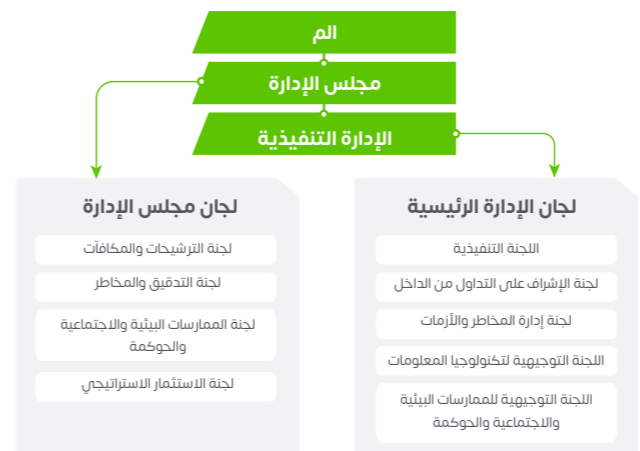 الم
مجلس الإدارة
الإدارة التنفيذية
لجان الإدارة الرئيسية
اللجنة التنفيذية
لجنة الإشراف على التداول من الداخل
لجنة إدارة المخاطر والأزمات
اللجنة التوجيهية لتكنولوجيا المعلومات
اللجنة التوجيهية للممارسات البيئية
والاجتماعية والحوكمة
لجان مجلس الإدارة
لجنة الترشيحات والمكافآت
لجنة التدقيق والمخاطر
لجنة الممارسات البيئية والاجتماعية
والحوكمة
لجنة الاستثمار الاستراتيجي